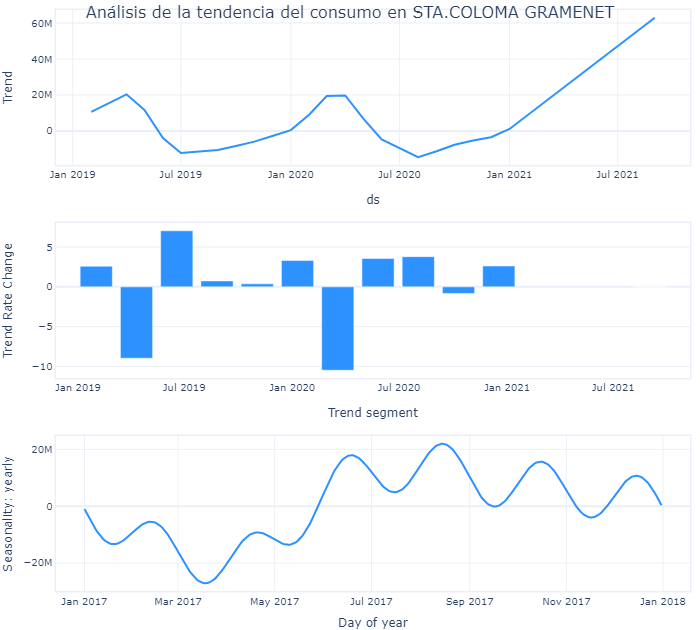 Análisis de la tendencia del consumo en STA.COLOMA GRAMENET
60M
40M
20M
0
Trend
Jan 2019 Jul 2019 Jan 2020 Jul 2020 Jan 2021 Jul 2021
ds
5
0
−5
−10
Trend Rate Change
Jan 2019 Jul 2019 Jan 2020 Jul 2020 Jan 2021 Jul 2021
Trend segment
20M
0
−20M
Seasonality: yearly
Jan 2017 Mar 2017 May 2017 Jul 2017 Sep 2017 Nov 2017 Jan 2018
Day of year